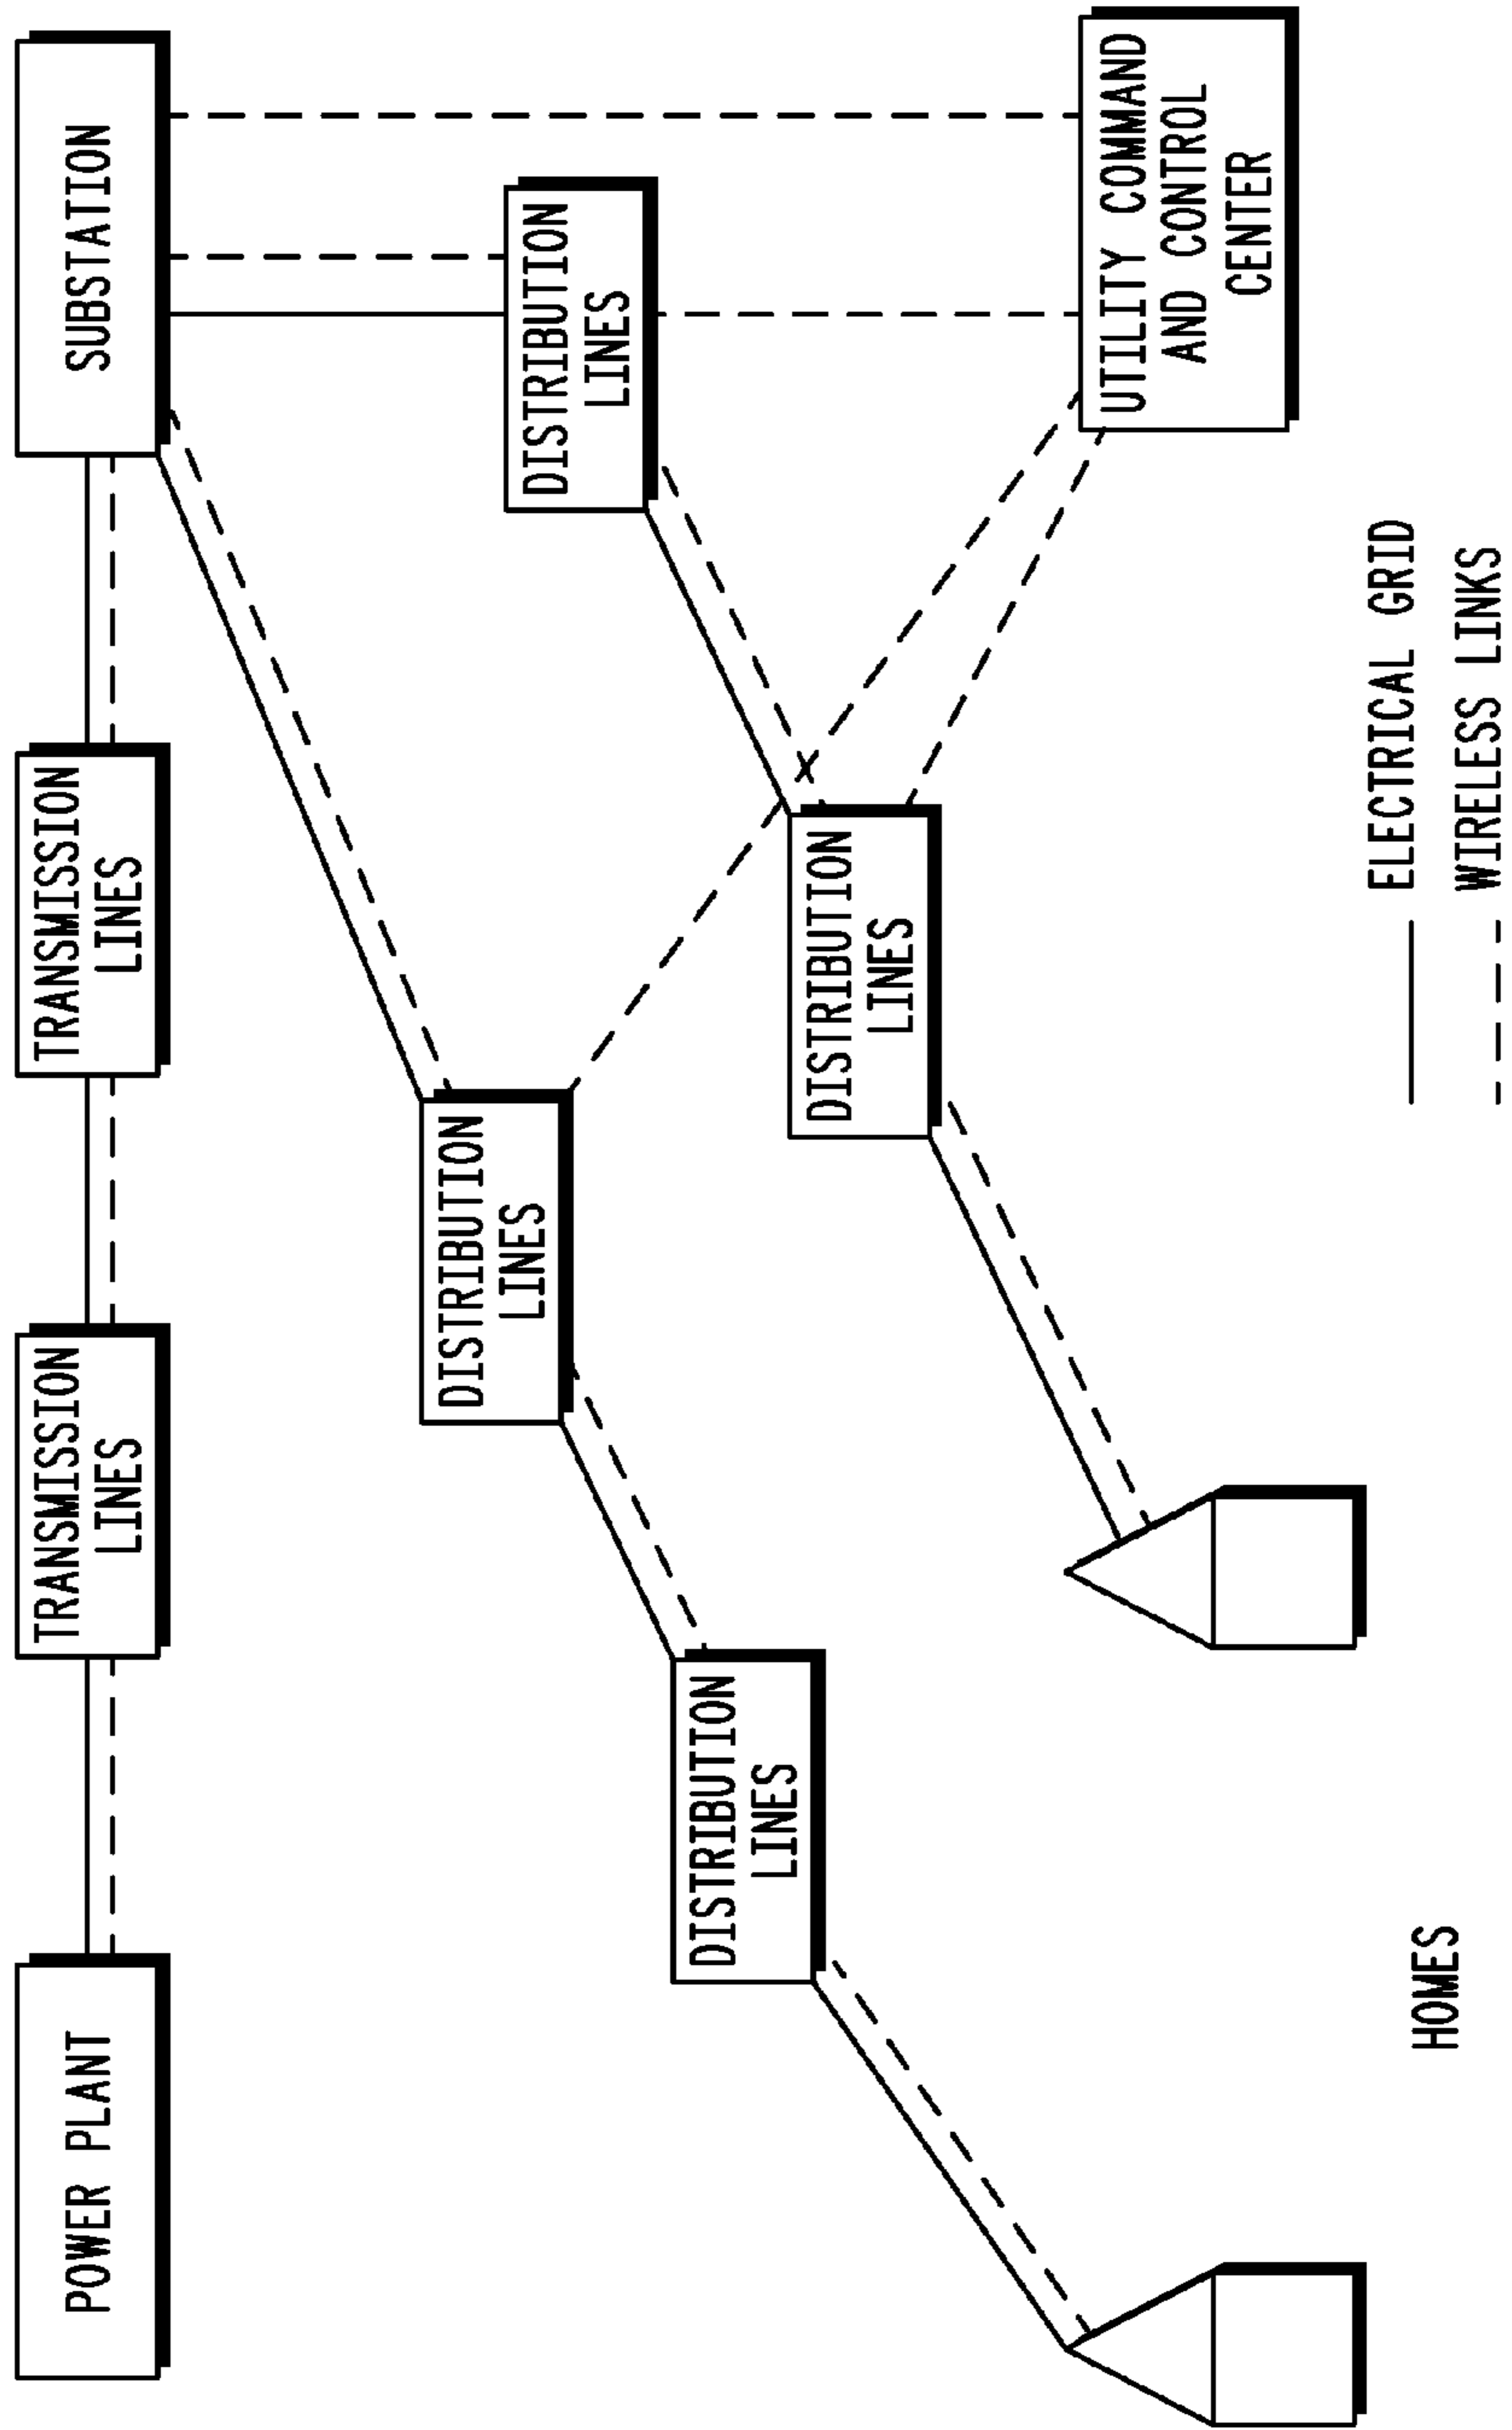 POWER PLANT
TRANSMISSION
LINES
TRANSMISSION
LINES
SUBSTATION
DISTRIBUTION
LINES
DISTRIBUTION
LINES
DISTRIBUTION
LINES
DISTRIBUTION
LINES
UTILITY COMMAND
AND CONTROL
CENTER
HOMES
ELECTRICAL GRID
WIRELESS LINKS